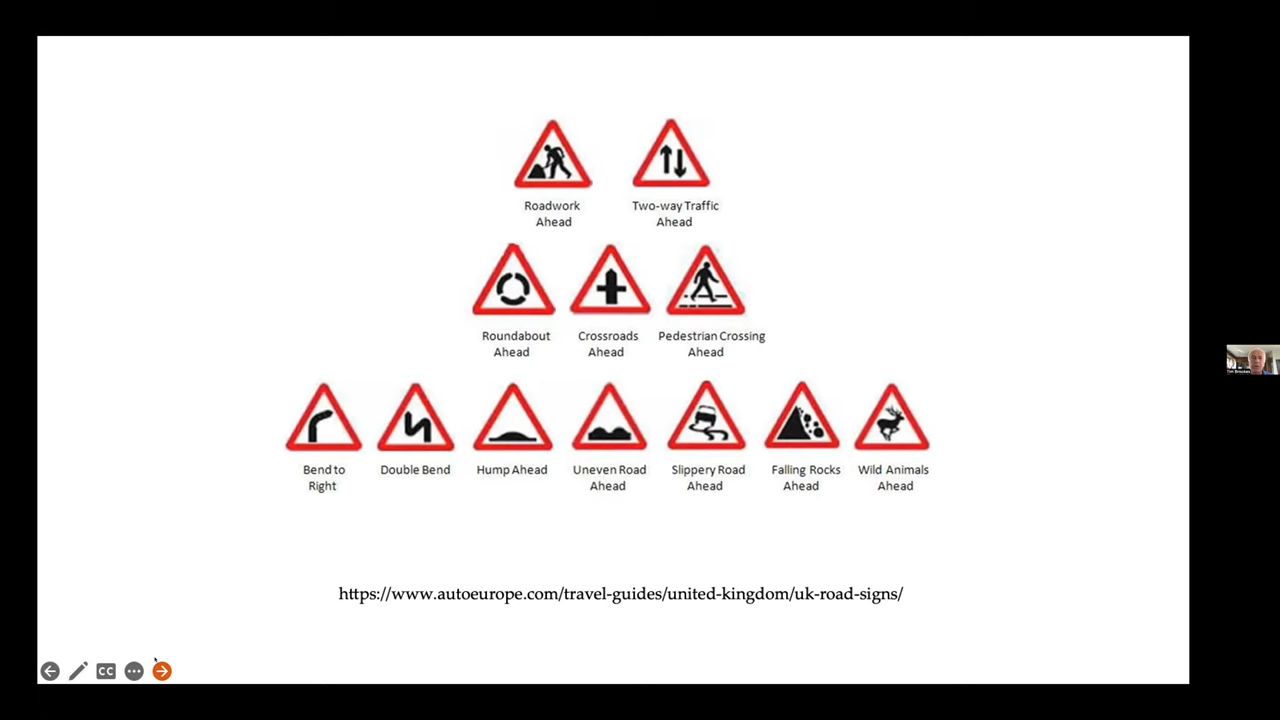 Roadwork
Ahead
Two-way Traffic
Ahead
Roundabout
Ahead
Crossroads
Ahead
Pedestrian Crossing
Ahead
Bend to
Right
Double Bend
Hump Ahead
Uneven Road
Ahead
Slippery Road
Ahead
Falling Rocks
Ahead
Wild Animals
Ahead
https://www.autoeurope.com/travel-guides/united-kingdom/uk-road-signs/
CC